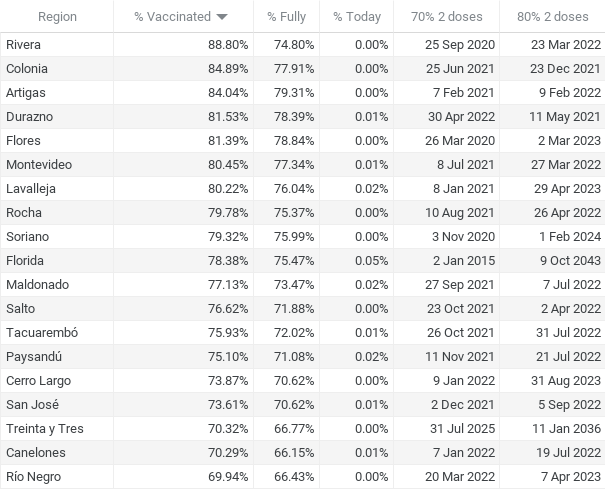 Region % Vaccinated % Fully % Today 70% 2 doses 80% 2 doses
Rivera 88.80% 74.80% 0.00% 25 Sep 2020 23 Mar 2022
Colonia 84.89% 77.91% 0.00% 25 Jun 2021 23 Dec 2021
Artigas 84.04% 79.31% 0.00% 7 Feb 2021 9 Feb 2022
Durazno 81.53% 78.39% 0.01% 30 Apr 2022 11 May 2021
Flores 81.39% 78.84% 0.00% 26 Mar 2020 2 Mar 2023
Montevideo 80.45% 77.34% 0.01% 8 Jul 2021 27 Mar 2022
Lavalleja 80.22% 76.04% 0.02% 8 Jan 2021 29 Apr 2023
Rocha 79.78% 75.37% 0.00% 10 Aug 2021 26 Apr 2022
Soriano 79.32% 75.99% 0.00% 3 Nov 2020 1 Feb 2024
Florida 78.38% 75.47% 0.05% 2 Jan 2015 9 Oct 2043
Maldonado 77.13% 73.47% 0.02% 27 Sep 2021 7 Jul 2022
Salto 76.62% 71.88% 0.00% 23 Oct 2021 2 Apr 2022
Tacuarembó 75.93% 72.02% 0.01% 26 Oct 2021 31 Jul 2022
Paysandú 75.10% 71.08% 0.02% 11 Nov 2021 21 Jul 2022
Cerro Largo 73.87% 70.62% 0.00% 9 Jan 2022 31 Aug 2023
San José 73.61% 70.62% 0.01% 2 Dec 2021 5 Sep 2022
Treinta y Tres 70.32% 66.77% 0.00% 31 Jul 2025 11 Jan 2036
Canelones 70.29% 66.15% 0.01% 7 Jan 2022 19 Jul 2022
Río Negro 69.94% 66.43% 0.00% 20 Mar 2022 7 Apr 2023